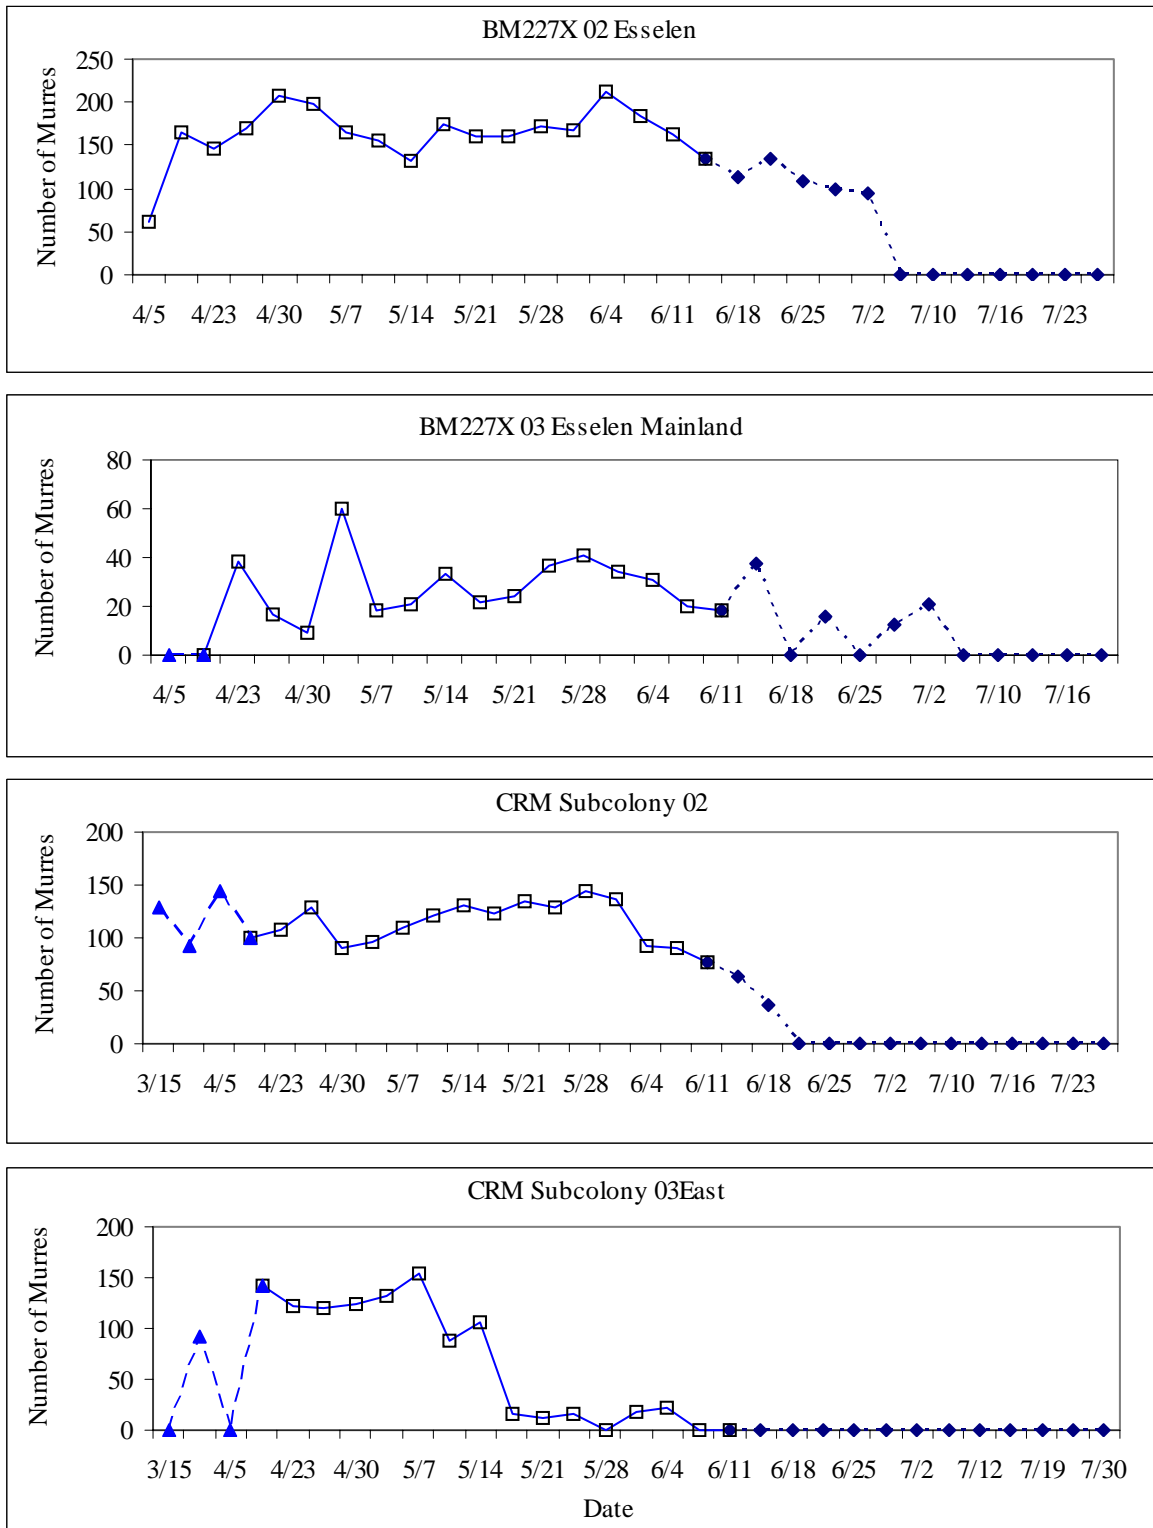 BM227X 02 Esselen
Number of Murres
250
200
150
100
50
0
4/5 4/23 4/30 5/7 5/14 5/21 5/28 6/4 6/11 6/18 6/25 7/2 7/10 7/16 7/23
BM227X 03 Esselen Mainland
Number of Murres
80
60
40
20
0
4/5 4/23 4/30 5/7 5/14 5/21 5/28 6/4 6/11 6/18 6/25 7/2 7/10 7/16
CRM Subcolony 02
Number of Murres
200
150
100
50
0
3/15 4/5 4/23 4/30 5/7 5/14 5/21 5/28 6/4 6/11 6/18 6/25 7/2 7/10 7/16 7/23
CRM Subcolony 03East
Number of Murres
200
150
100
50
0
3/15 4/5 4/23 4/30 5/7 5/14 5/21 5/28 6/4 6/11 6/18 6/25 7/2 7/12 7/19 7/30
Date